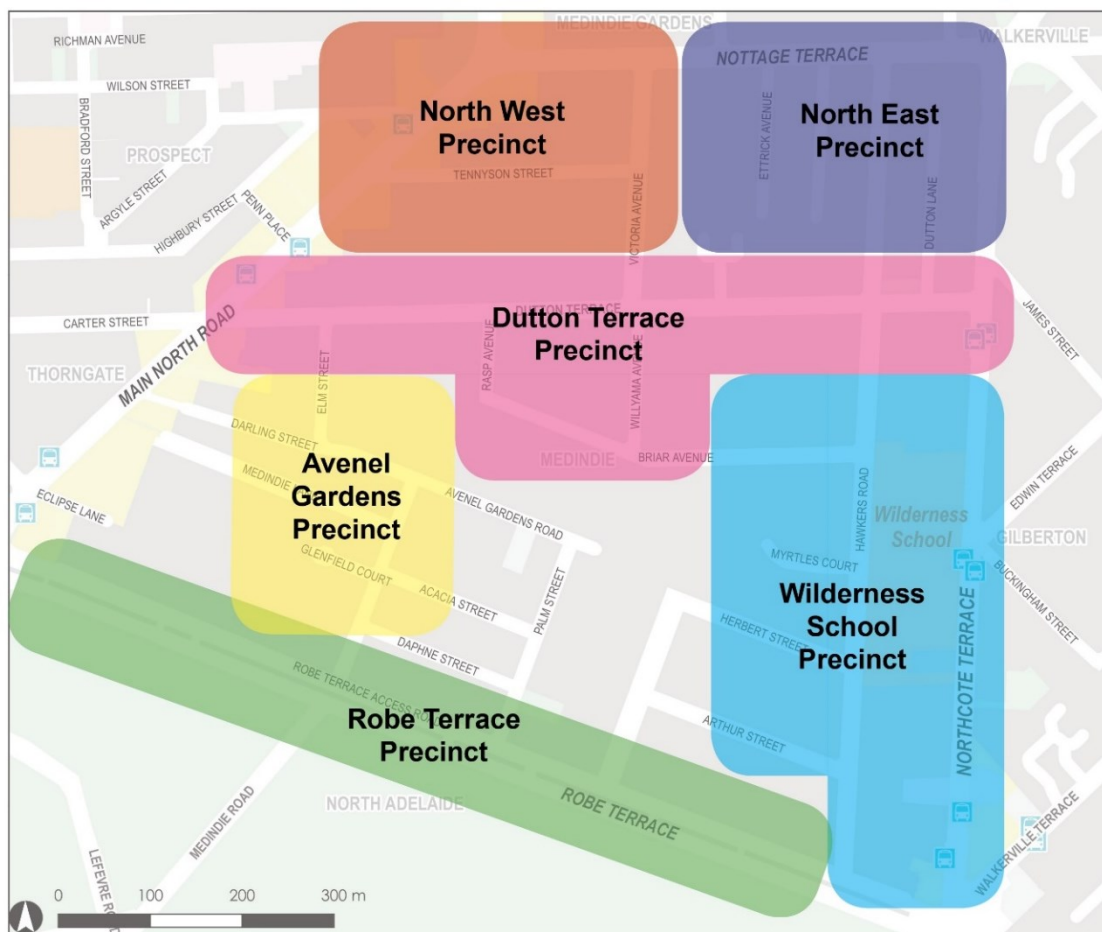 MEDINDIE GARDENS
WALKERVILLE
RICHMAN AVENUE
NOTTAGE TERRACE
WILSON STREET
BRADFORD STREET
North West
Precinct
North East
Precinct
ETTRICK AVENUE
PROSPECT
ARGYLE STREET
TENNYSON STREET
HIGHBURY STREET
PENN PLACE
VICTORIA AVENUE
DUTTON LANE
CARTER STREET
MAIN NORTH ROAD
DUTTON TERRACE
Dutton Terrace
Precinct
JAMES STREET
THORNGATE
ELM STREET
RASP AVENUE
WILLYAMA AVENUE
DARLING STREET
MEDINDIE
BRIAR AVENUE
Avenel
Gardens
Precinct
MEDINDIE
AVENEL GARDENS ROAD
HAWKERS ROAD
EDWIN TERRACE
ECLIPSE LANE
Wilderness
School
GILBERTON
GLENFIELD COURT
MYRTLES COURT
BUCKINGHAM STREET
ACACIA STREET
PALM STREET
Wilderness
School
Precinct
HERBERT STREET
DAPHNE STREET
ROBE TERRACE ACCESS ROAD
NORTHCOTE TERRACE
Robe Terrace
Precinct
ARTHUR STREET
NORTH ADELAIDE
ROBE TERRACE
MEDINDIE ROAD
LEFEVRE ROAD
WALKERVILLE TERRACE
0 100 200 300 m